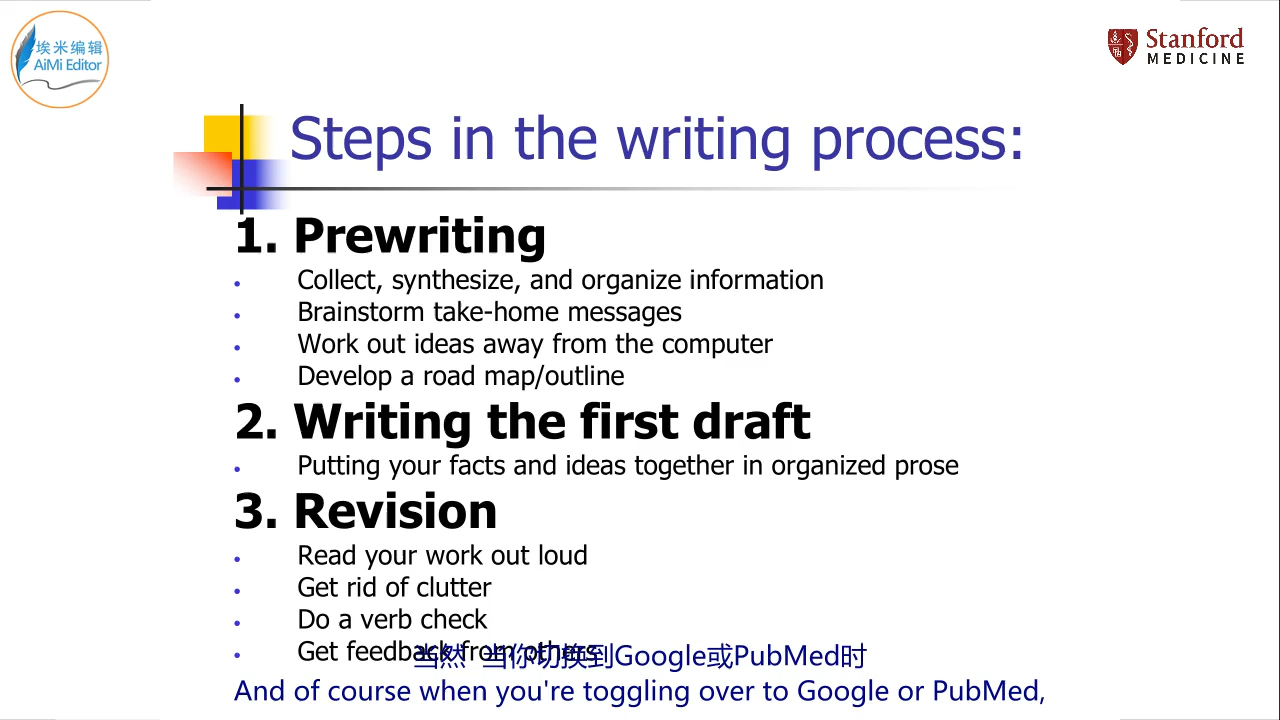 埃米编辑
AiMi Editor
Stanford
MEDICINE
Steps in the writing process:
1. Prewriting
• Collect, synthesize, and organize information
• Brainstorm take-home messages
• Work out ideas away from the computer
• Develop a road map/outline
2. Writing the first draft
• Putting your facts and ideas together in organized prose
3. Revision
• Read your work out loud
• Get rid of clutter
• Do a verb check
• Get feedback from others
当然 当你切换到Google或PubMed时
And of course when you're toggling over to Google or PubMed,